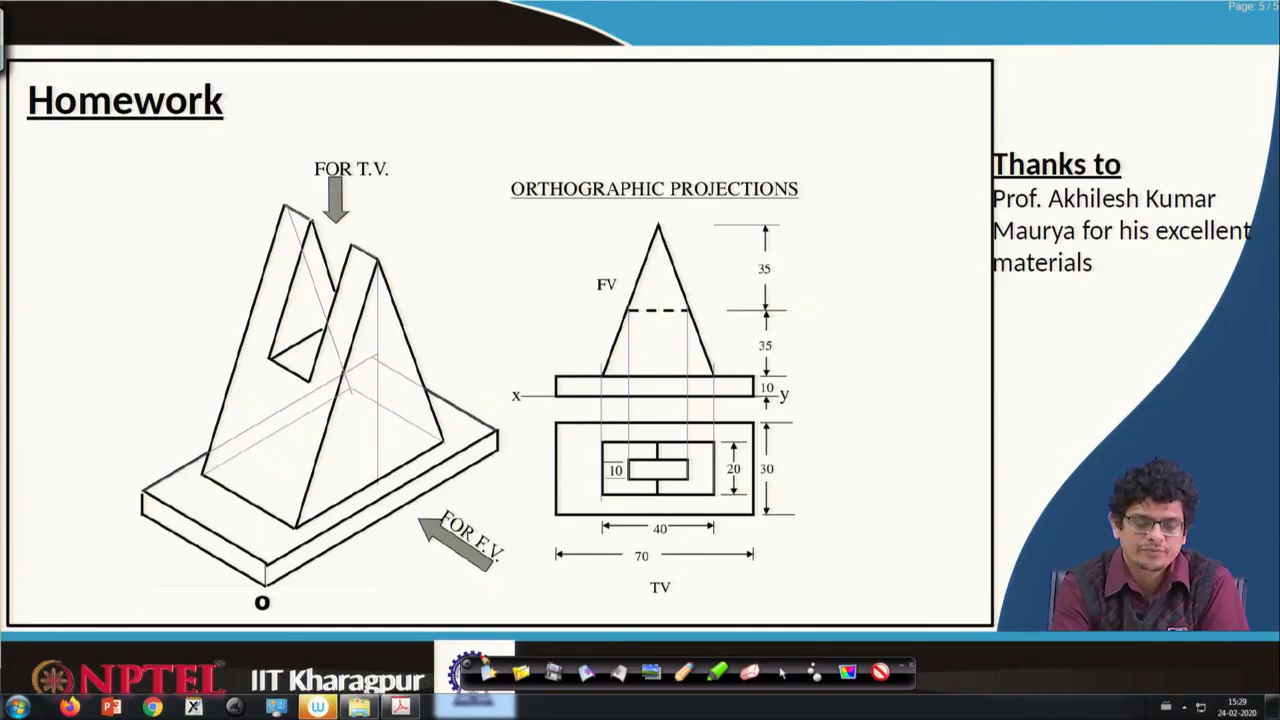 Page: 5 / 5
Homework
FOR T.V.
FOR F.V.
O
ORTHOGRAPHIC PROJECTIONS
FV
35
35
10
x
y
10
20
30
40
70
TV
Thanks to
Prof. Akhilesh Kumar
Maurya for his excellent
materials
NPTEL
IIT Kharagpur
15:29
24-02-2020